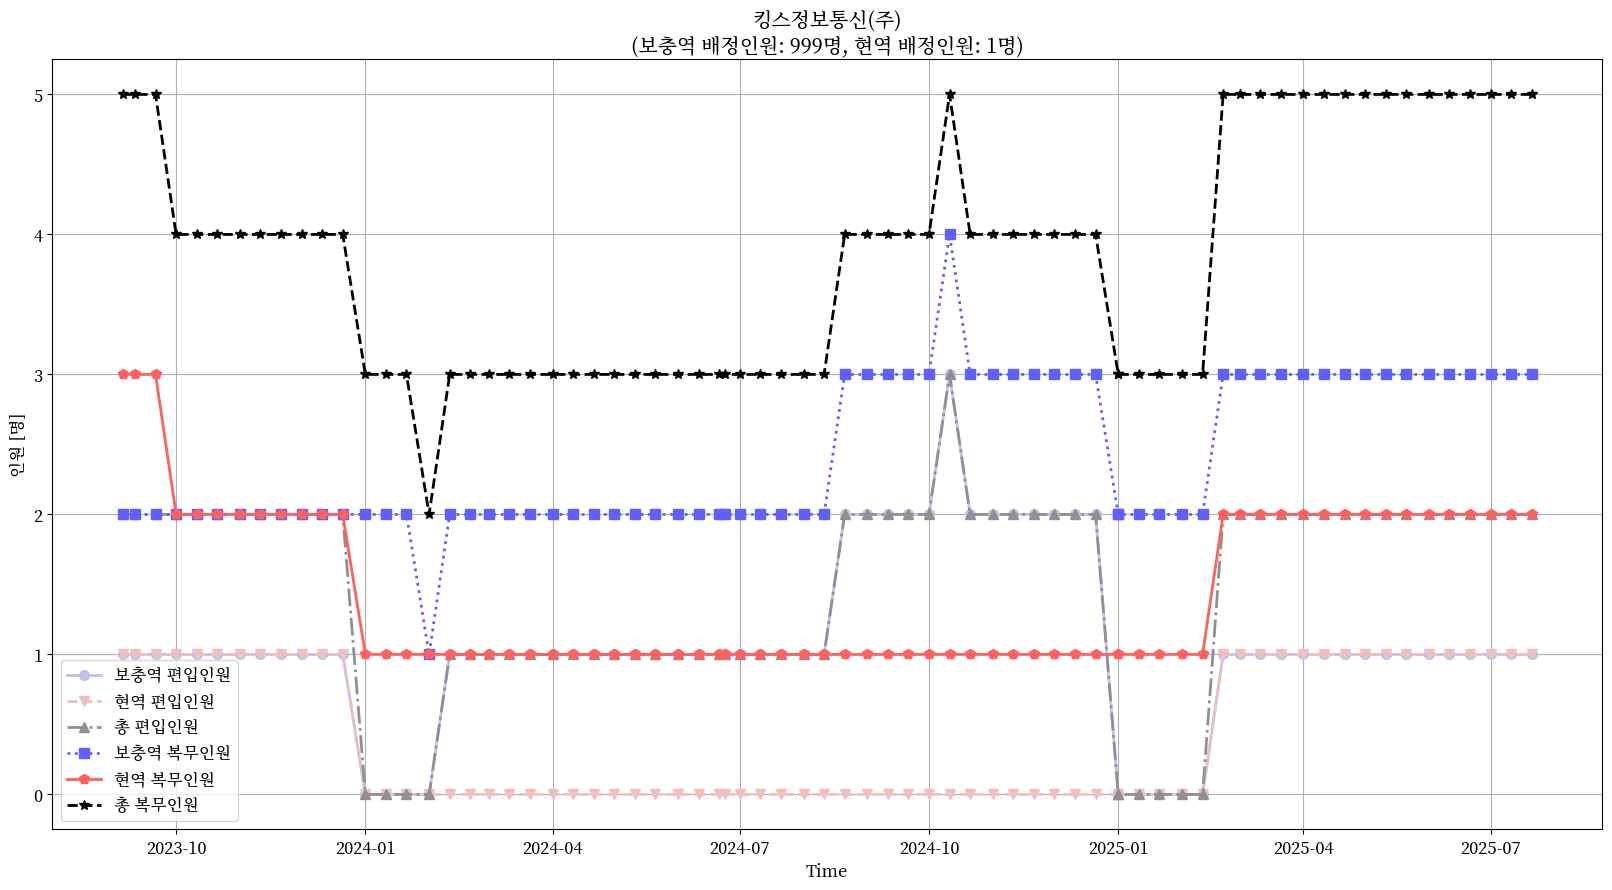 킹스정보통신(주)
(보충역 배정인원: 999명, 현역 배정인원: 1명)
5
4
3
2
1
0
인원 [명]
보충역 편입인원
현역 편입인원
총 편입인원
보충역 복무인원
현역 복무인원
총 복무인원
2023-10 2024-01 2024-04 2024-07 2024-10 2025-01 2025-04 2025-07
Time